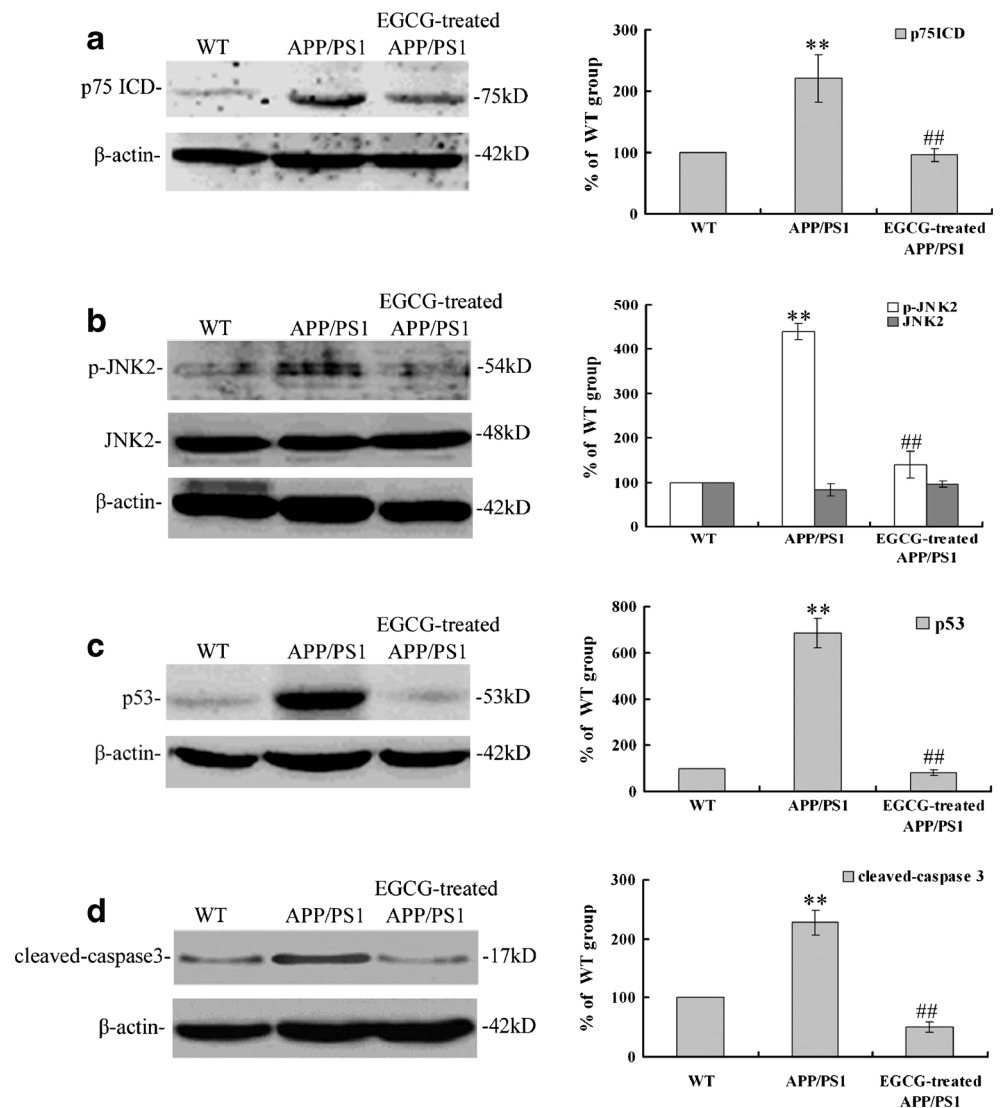 a
EGCG-treated
WT APP/PS1 APP/PS1
p75 ICD- -75kD
β-actin- -42kD
p75ICD
% of WT group
300
200
100
0
**
##
WT APP/PS1 EGCG-treated
APP/PS1
b
EGCG-treated
WT APP/PS1 APP/PS1
p-JNK2- -54kD
JNK2- -48kD
β-actin- -42kD
p-JNK2
JNK2
% of WT group
500
400
300
200
100
0
**
##
WT APP/PS1 EGCG-treated
APP/PS1
c
EGCG-treated
WT APP/PS1 APP/PS1
p53- -53kD
β-actin- -42kD
p53
% of WT group
800
600
400
200
0
**
##
WT APP/PS1 EGCG-treated
APP/PS1
d
EGCG-treated
WT APP/PS1 APP/PS1
cleaved-caspase3- -17kD
β-actin- -42kD
cleaved-caspase 3
% of WT group
300
200
100
0
**
##
WT APP/PS1 EGCG-treated
APP/PS1